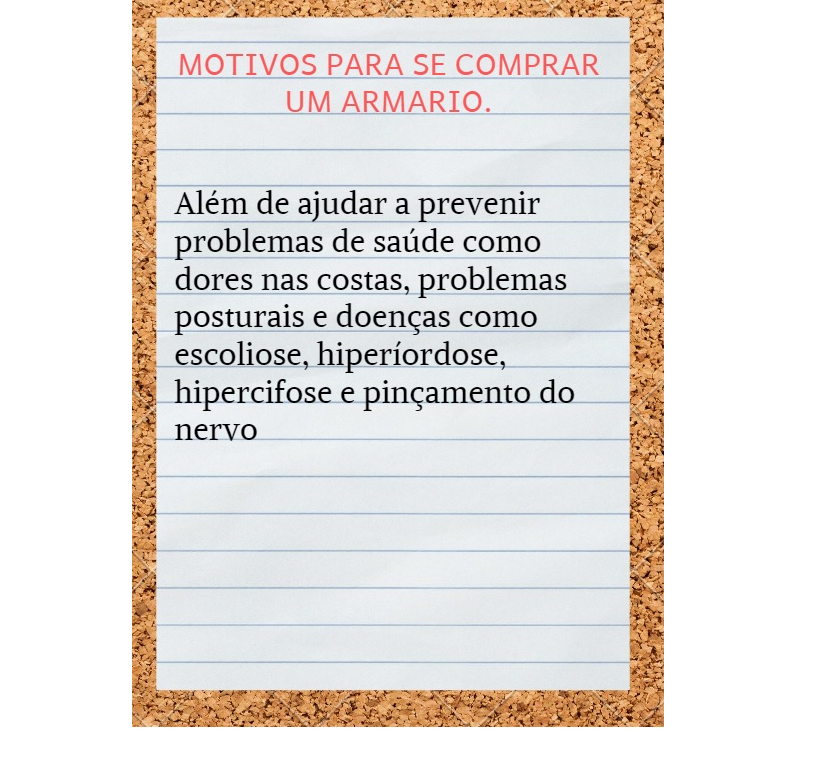 MOTIVOS PARA SE COMPRAR
UM ARMARIO.
Além de ajudar a prevenir
problemas de saúde como
dores nas costas, problemas
posturais e doenças como
escoliose, hiperíordose,
hipercifose e pinçamento do
nervo